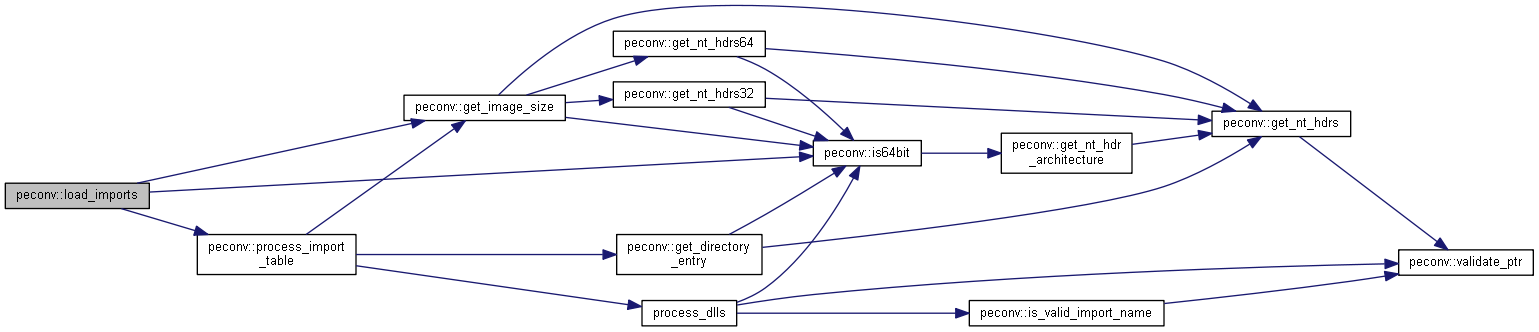 peconv::load_imports
peconv::get_image_size
peconv::process_import
_table
peconv::get_nt_hdrs64
peconv::get_nt_hdrs32
peconv::get_directory
_entry
process_dlls
peconv::is64bit
peconv::get_nt_hdr
_architecture
peconv::is_valid_import_name
peconv::get_nt_hdrs
peconv::validate_ptr